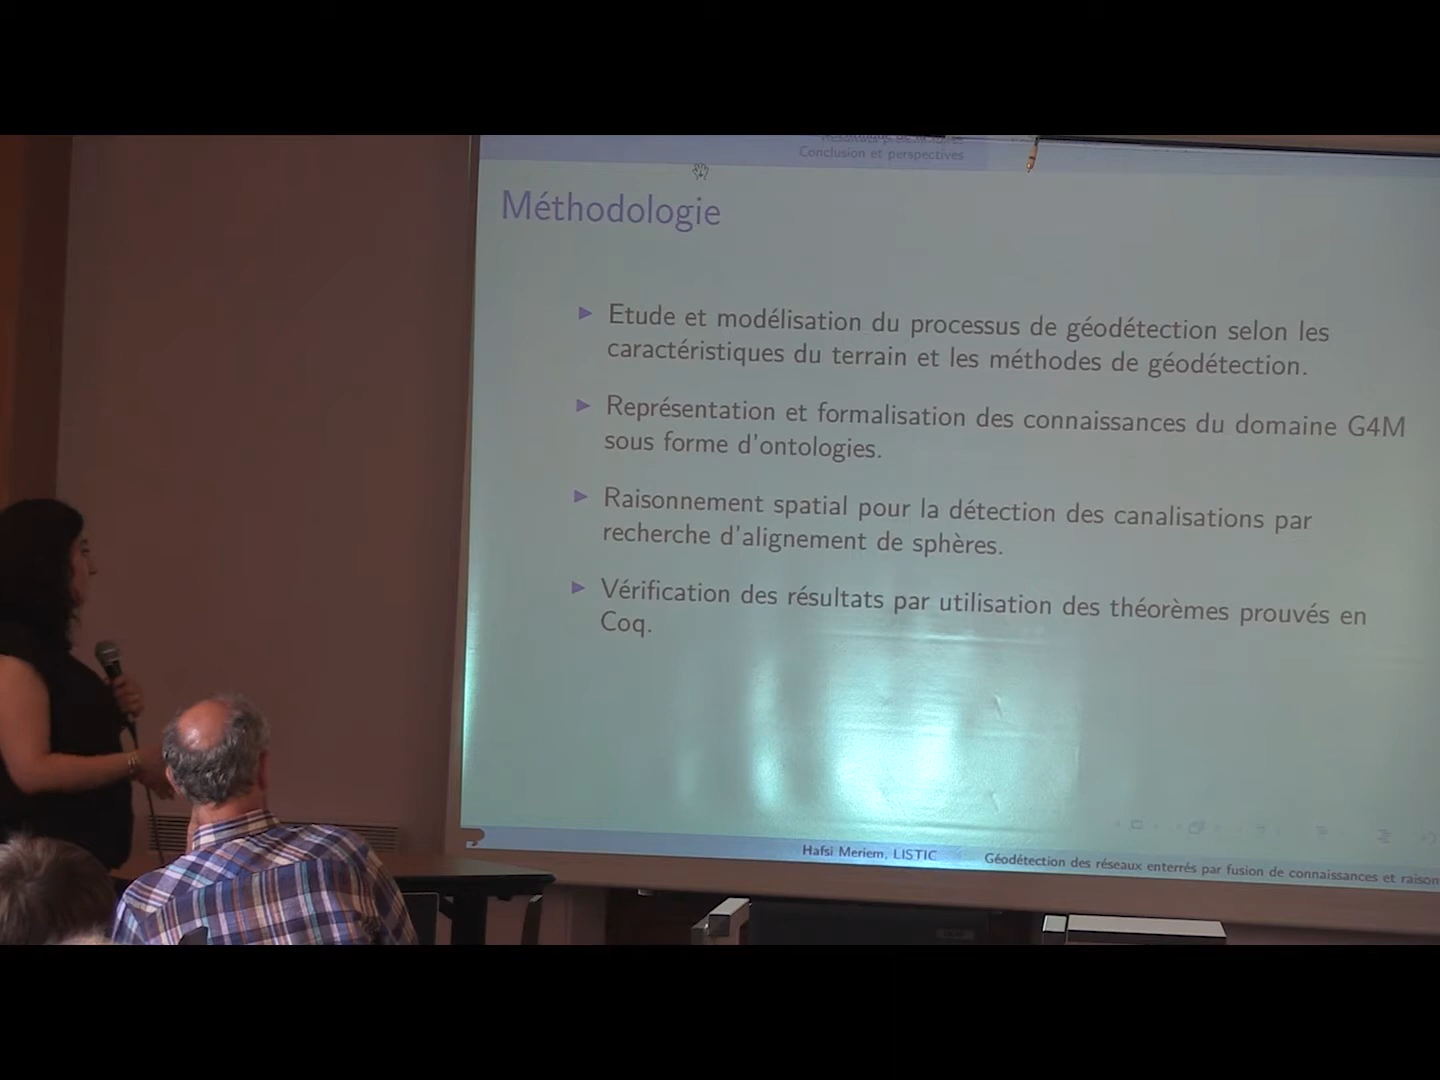 Conclusion et perspectives
Méthodologie
Etude et modélisation du processus de géodétection selon les
caractéristiques du terrain et les méthodes de géodétection.
Représentation et formalisation des connaissances du domaine G4M
sous forme d'ontologies.
Raisonnement spatial pour la détection des canalisations par
recherche d'alignement de sphères.
Vérification des résultats par utilisation des théorèmes prouvés en
Coq.
Hafsi Meriem, LISTIC
Géodétection des réseaux enterrés par fusion de connaissances et raison